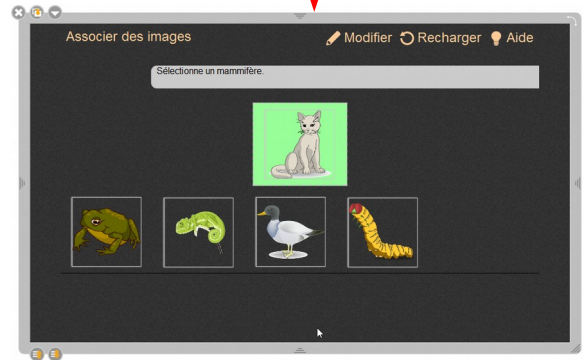 Associer des images
Modifier Recharger Aide
Sélectionne un mammifère.